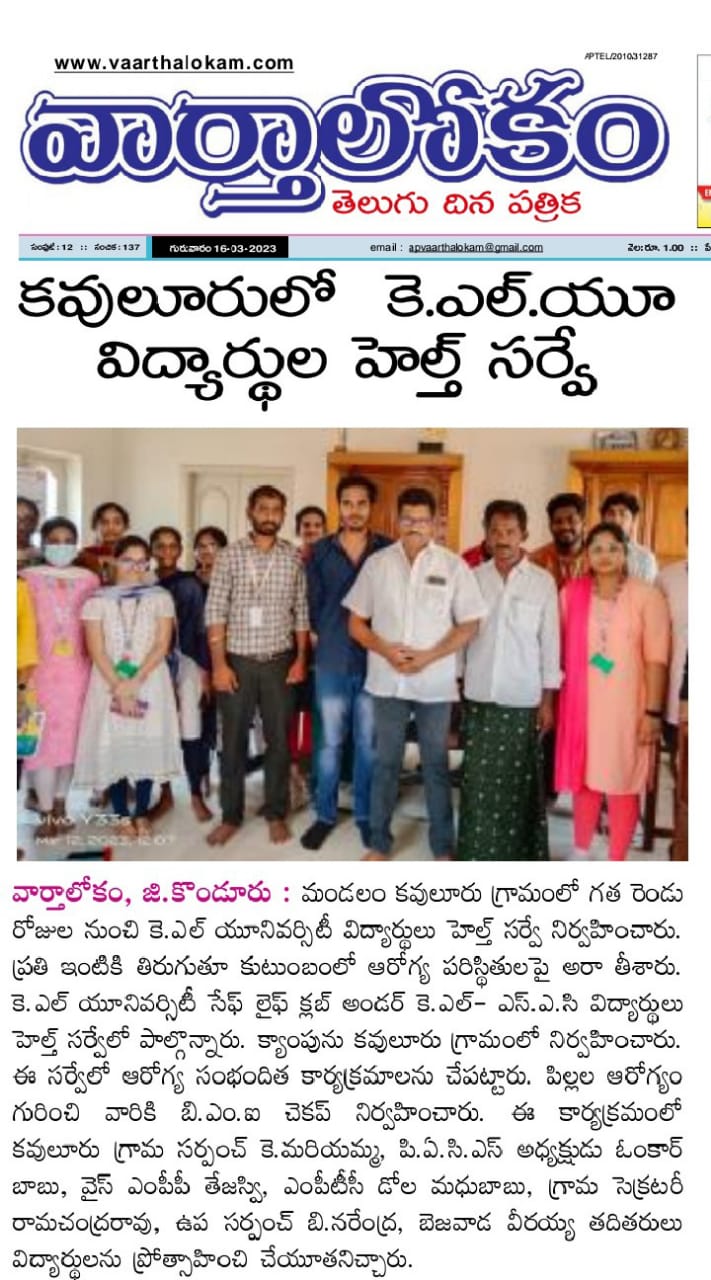 www.vaarthalokam.com
APTEL/2010/31287
వార్తాలోకం
తెలుగు దిన పత్రిక
సంపుటి: 12 :: సంచిక: 137
గురువారం 16-03-2023
email : apvaarthalokam@gmail.com
వెల: రూ. 1.00 ::
కవులూరులో కె.ఎల్.యూ
విద్యార్థుల హెల్త్ సర్వే
vivo Y33s
Mar 12, 2023, 12:07
వార్తాలోకం, జి.కొండూరు : మండలం కవులూరు గ్రామంలో గత రెండు
రోజుల నుంచి కె.ఎల్ యూనివర్సిటీ విద్యార్థులు హెల్త్ సర్వే నిర్వహించారు.
ప్రతి ఇంటికి తిరుగుతూ కుటుంబంలో ఆరోగ్య పరిస్థితులపై అరా తీశారు.
కె.ఎల్ యూనివర్సిటీ సేఫ్ లైఫ్ క్లబ్ అండర్ కె.ఎల్- ఎస్.ఎ.సి విద్యార్థులు
హెల్త్ సర్వేలో పాల్గొన్నారు. క్యాంపును కవులూరు గ్రామంలో నిర్వహించారు.
ఈ సర్వేలో ఆరోగ్య సంభందిత కార్యక్రమాలను చేపట్టారు. పిల్లల ఆరోగ్యం
గురించి వారికి బి.ఎం.ఐ చెకప్ నిర్వహించారు. ఈ కార్యక్రమంలో
కవులూరు గ్రామ సర్పంచ్ కె.మరియమ్మ, పి.ఏ.సి.ఎస్ అధ్యక్షుడు ఓంకార్
బాబు, వైస్ ఎంపీపీ తేజస్వి, ఎంపీటీసీ డోల మధుబాబు, గ్రామ సెక్రటరీ
రామచంద్రరావు, ఉప సర్పంచ్ బి.నరేంద్ర, బెజవాడ వీరయ్య తదితరులు
విద్యార్థులను ప్రోత్సాహించి చేయూతనిచ్చారు.